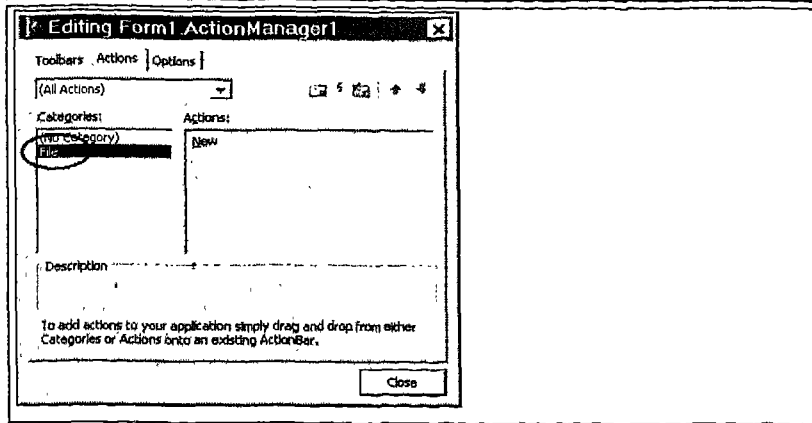 Editing Form1.ActionManager1
Toolbars Actions Options
(All Actions)
Categories: Actions:
(No Category) New
File
Description
To add actions to your application simply drag and drop from either
Categories or Actions onto an existing ActionBar.
Close